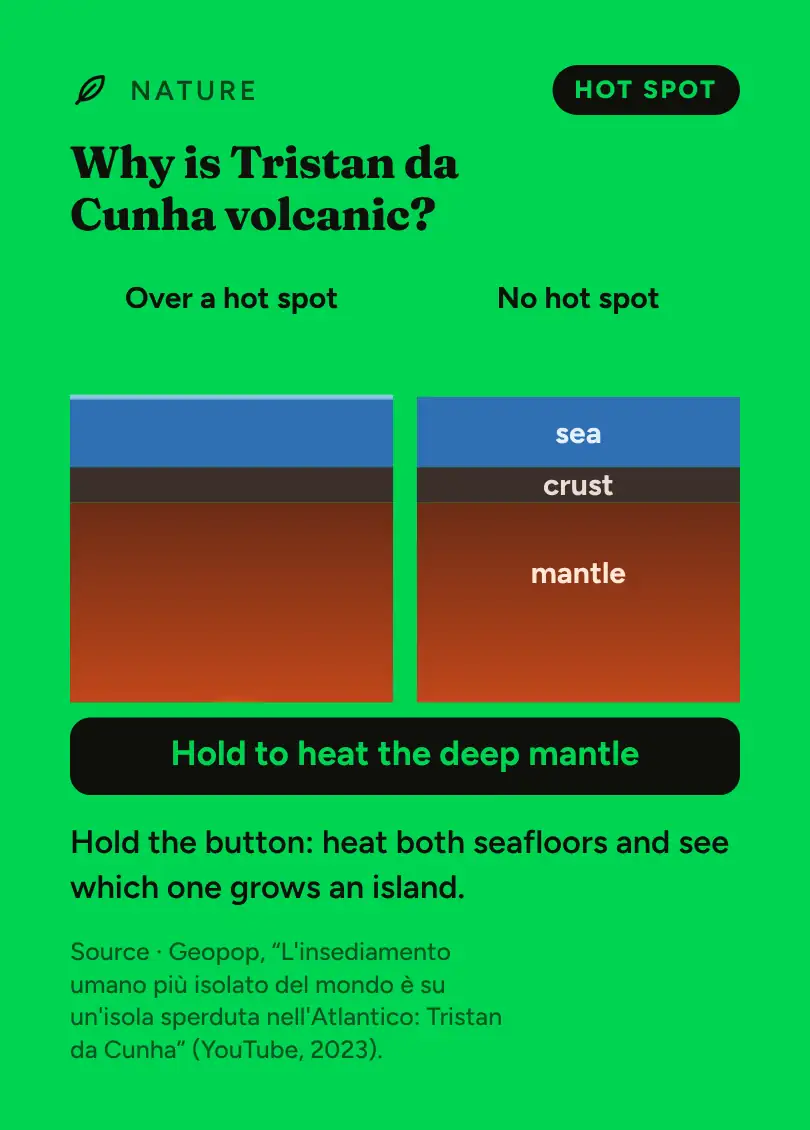 NATURE
HOT SPOT
Why is Tristan da
Cunha volcanic?
Over a hot spot
No hot spot
sea
crust
mantle
Hold to heat the deep mantle
Hold the button: heat both seafloors and see
which one grows an island.
Source · Geopop, “L'insediamento
umano più isolato del mondo è su
un'isola sperduta nell'Atlantico: Tristan
da Cunha” (YouTube, 2023).